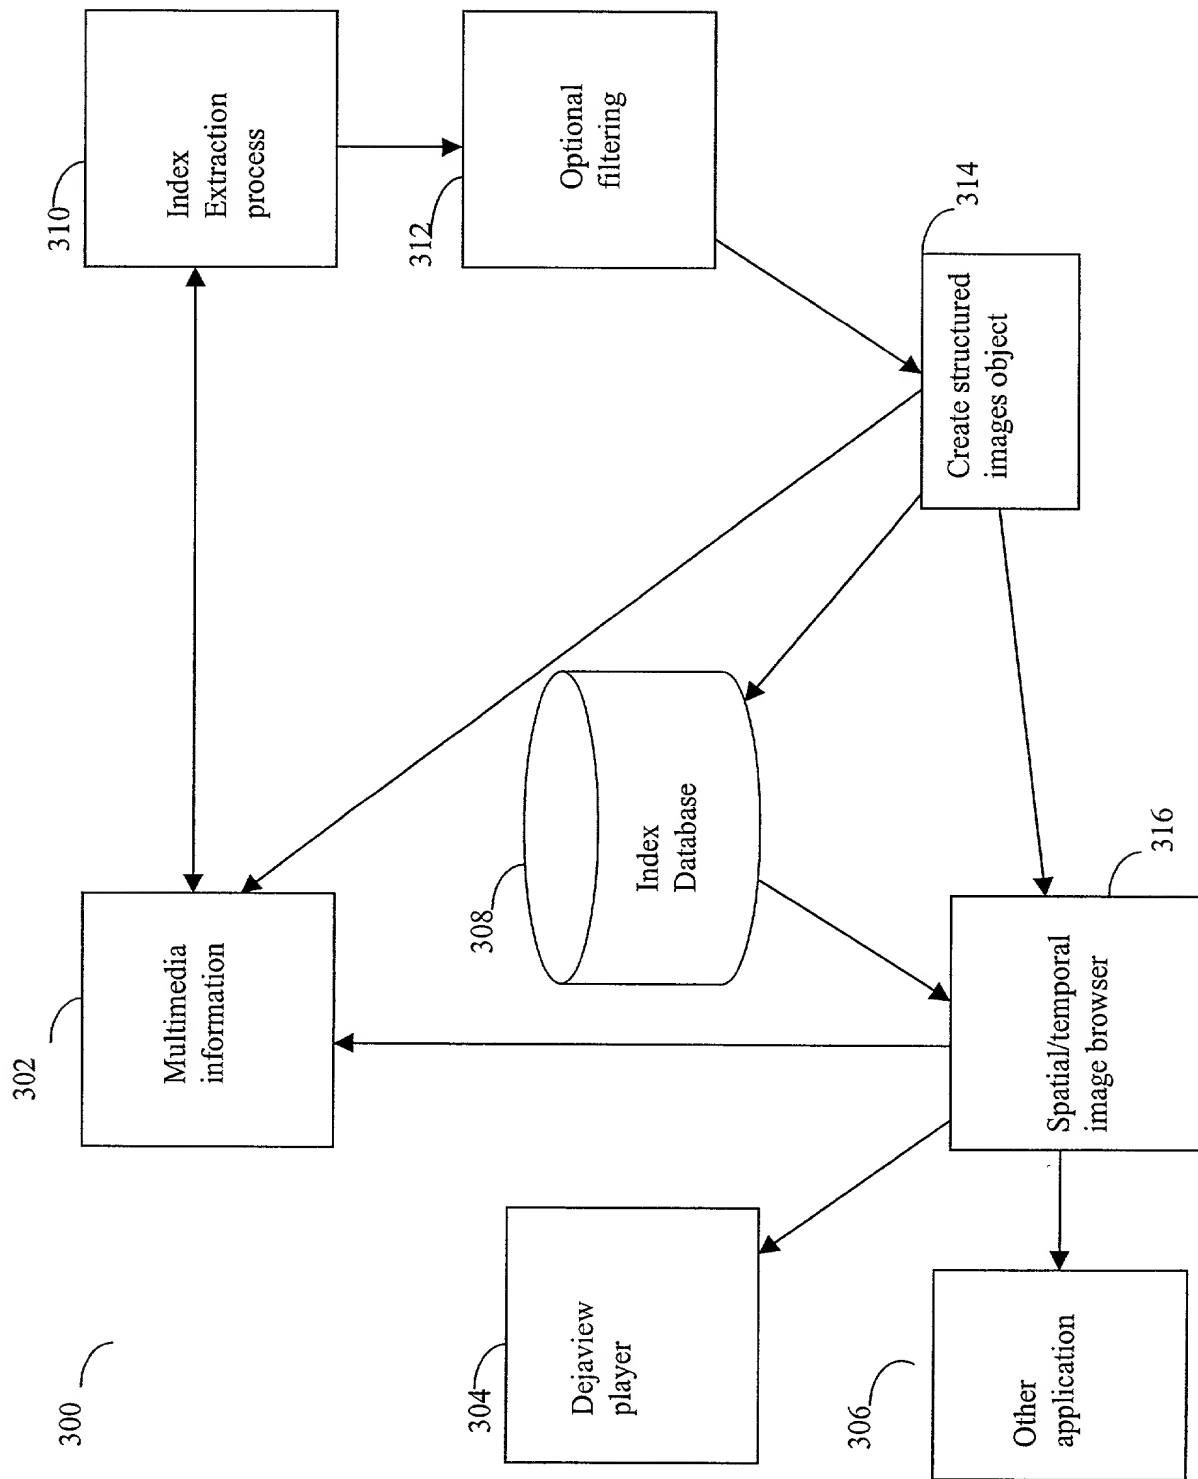 300
302
310
Multimedia
information
Index
Extraction
process
304
308
312
Dejaview
player
Index
Database
Optional
filtering
306
Other
application
Spatial/temporal
image browser
316
Create structured
images object
314